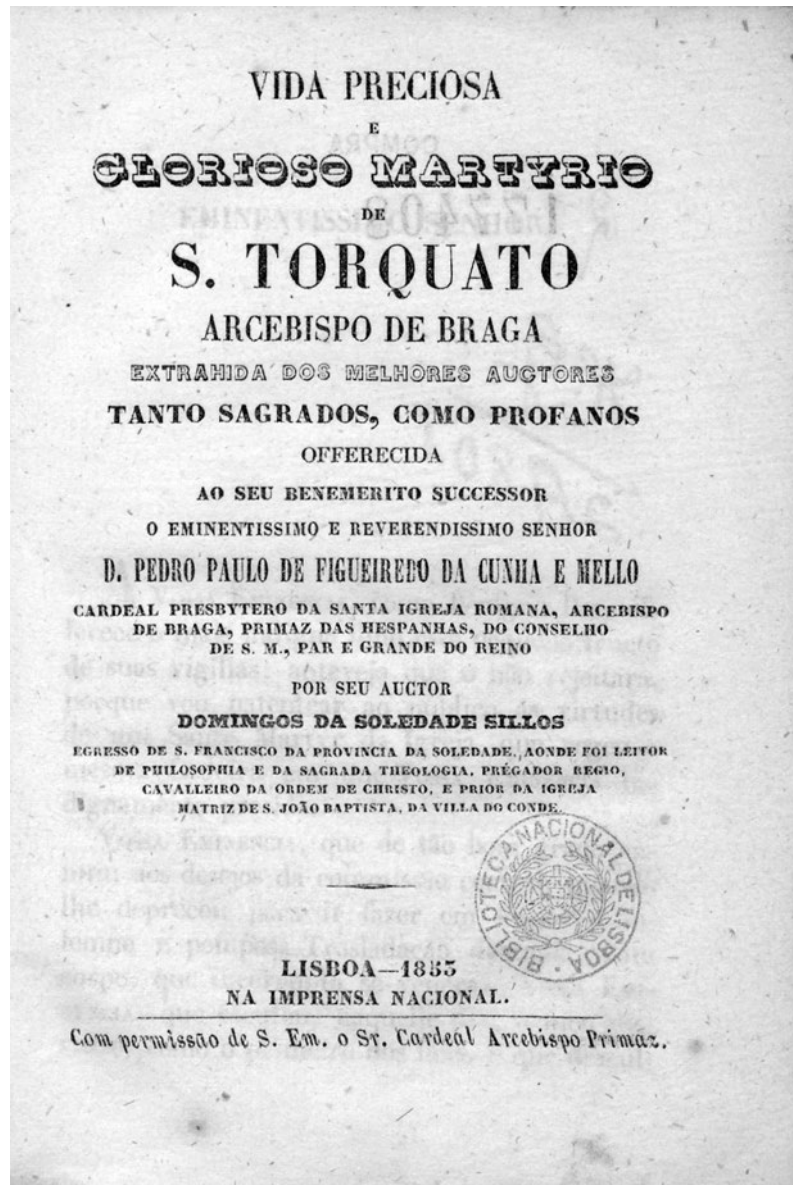 VIDA PRECIOSA
E
GLORIOSO MARTYRIO
DE
S. TORQUATO
ARCEBISPO DE BRAGA
EXTRAHIDA DOS MELHORES AUCTORES
TANTO SAGRADOS, COMO PROFANOS
OFFERECIDA
AO SEU BENEMERITO SUCCESSOR
O EMINENTISSIMO E REVERENDISSIMO SENHOR
D. PEDRO PAULO DE FIGUEIREDO DA CUNHA E MELLO
CARDEAL PRESBYTERO DA SANTA IGREJA ROMANA, ARCEBISPO
DE BRAGA, PRIMAZ DAS HESPANHAS, DO CONSELHO
DE S. M., PAR E GRANDE DO REINO
POR SEU AUCTOR
DOMINGOS DA SOLEDADE SILLOS
EGRESSO DE S. FRANCISCO DA PROVINCIA DA SOLEDADE, AONDE FOI LEITOR
DE PHILOSOPHIA E DA SAGRADA THEOLOGIA, PRÉGADOR REGIO,
CAVALLEIRO DA ORDEM DE CHRISTO, E PRIOR DA IGREJA
MATRIZ DE S. JOÃO BAPTISTA, DA VILLA DO CONDE.
BIBLIOTECA NACIONAL DE LISBOA
LISBOA—1853
NA IMPRENSA NACIONAL.
Com permissão de S. Em. o Sr. Cardeal Arcebispo Primaz.